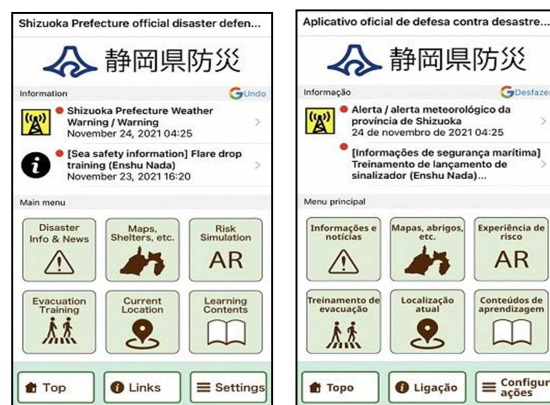 Shizuoka Prefecture official disaster defen...
静岡県防災
Information
GUndo
Shizuoka Prefecture Weather
Warning / Warning
November 24, 2021 04:25
[Sea safety information] Flare drop
training (Enshu Nada)
November 23, 2021 16:20
Main menu
Disaster
Info & News
Maps,
Shelters, etc.
Risk
Simulation
AR
Evacuation
Training
Current
Location
Learning
Contents
Top
Links
Settings
Aplicativo oficial de defesa contra desastre...
静岡県防災
Informação
GDesfazer
Alerta / alerta meteorológico da
província de Shizuoka
24 de novembro de 2021 04:25
[Informações de segurança marítima]
Treinamento de lançamento de
sinalizador (Enshu Nada)...
Menu principal
Informações e
notícias
Mapas, abrigos,
etc.
Experiência de
risco
AR
Treinamento de
evacuação
Localização
atual
Conteúdos de
aprendizagem
Topo
Ligação
Configur
ações